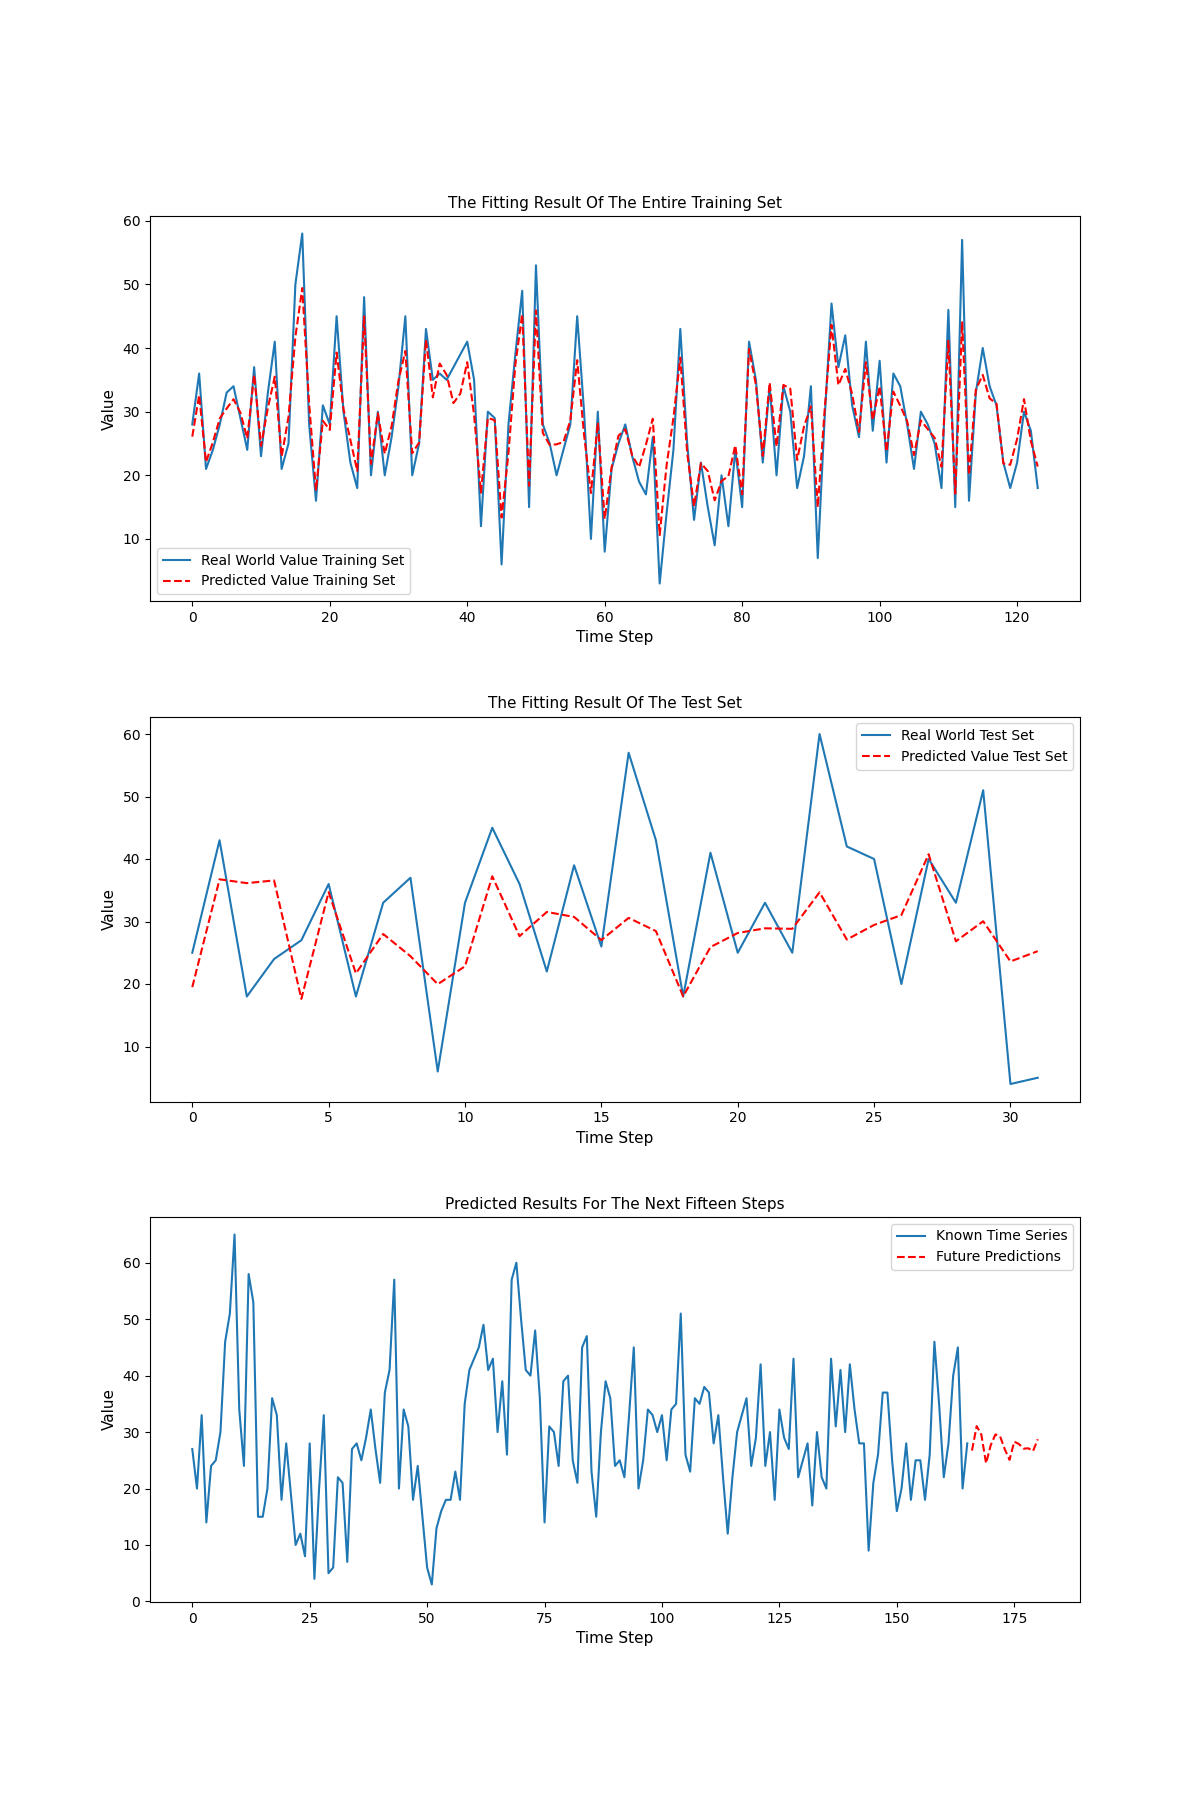 The Fitting Result Of The Entire Training Set
60
50
40
30
20
10
Value
Real World Value Training Set
Predicted Value Training Set
0 20 40 60 80 100 120
Time Step
The Fitting Result Of The Test Set
Real World Test Set
Predicted Value Test Set
60
50
40
30
20
10
Value
0 5 10 15 20 25 30
Time Step
Predicted Results For The Next Fifteen Steps
Known Time Series
Future Predictions
60
50
40
30
20
10
0
Value
0 25 50 75 100 125 150 175
Time Step